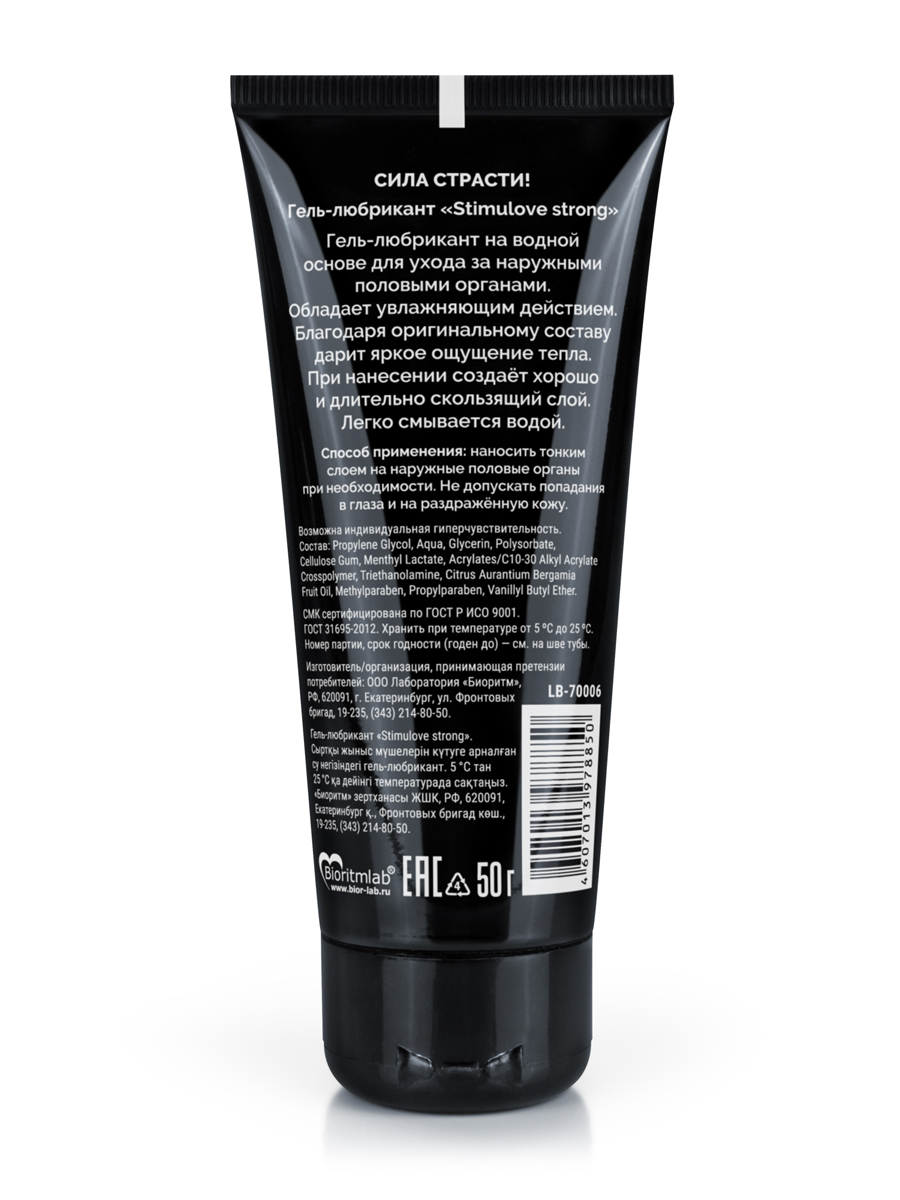 СИЛА СТРАСТИ!
Гель-любрикант «Stimulove strong»
Гель-любрикант на водной
основе для ухода за наружными
половыми органами.
Обладает увлажняющим действием.
Благодаря оригинальному составу
дарит яркое ощущение тепла.
При нанесении создаёт хорошо
и длительно скользящий слой.
Легко смывается водой.
Способ применения: наносить тонким
слоем на наружные половые органы
при необходимости. Не допускать попадания
в глаза и на раздражённую кожу.
Возможна индивидуальная гиперчувствительность.
Состав: Propylene Glycol, Aqua, Glycerin, Polysorbate,
Cellulose Gum, Menthyl Lactate, Acrylates/C10-30 Alkyl Acrylate
Crosspolymer, Triethanolamine, Citrus Aurantium Bergamia
Fruit Oil, Methylparaben, Propylparaben, Vanillyl Butyl Ether.
СМК сертифицирована по ГОСТ Р ИСО 9001.
ГОСТ 31695-2012. Хранить при температуре от 5 °С до 25 °С.
Номер партии, срок годности (годен до) — см. на шве тубы.
Изготовитель/организация, принимающая претензии
потребителей: ООО Лаборатория «Биоритм»,
РФ, 620091, г. Екатеринбург, ул. Фронтовых
бригад, 19-235, (343) 214-80-50.
LB-70006
Гель-любрикант «Stimulove strong».
Сыртқы жыныс мүшелерін күтуге арналған
су негізіндегі гель-любрикант. 5 °С тан
25 °С қа дейінгі температурада сақтаңыз.
«Биоритм» зертханасы ЖШК, РФ, 620091,
Екатеринбург қ., Фронтовых бригад көш.,
19-235, (343) 214-80-50.
4 607013 978850
Bioritmlab®
www.bior-lab.ru
EAC
4
50 г